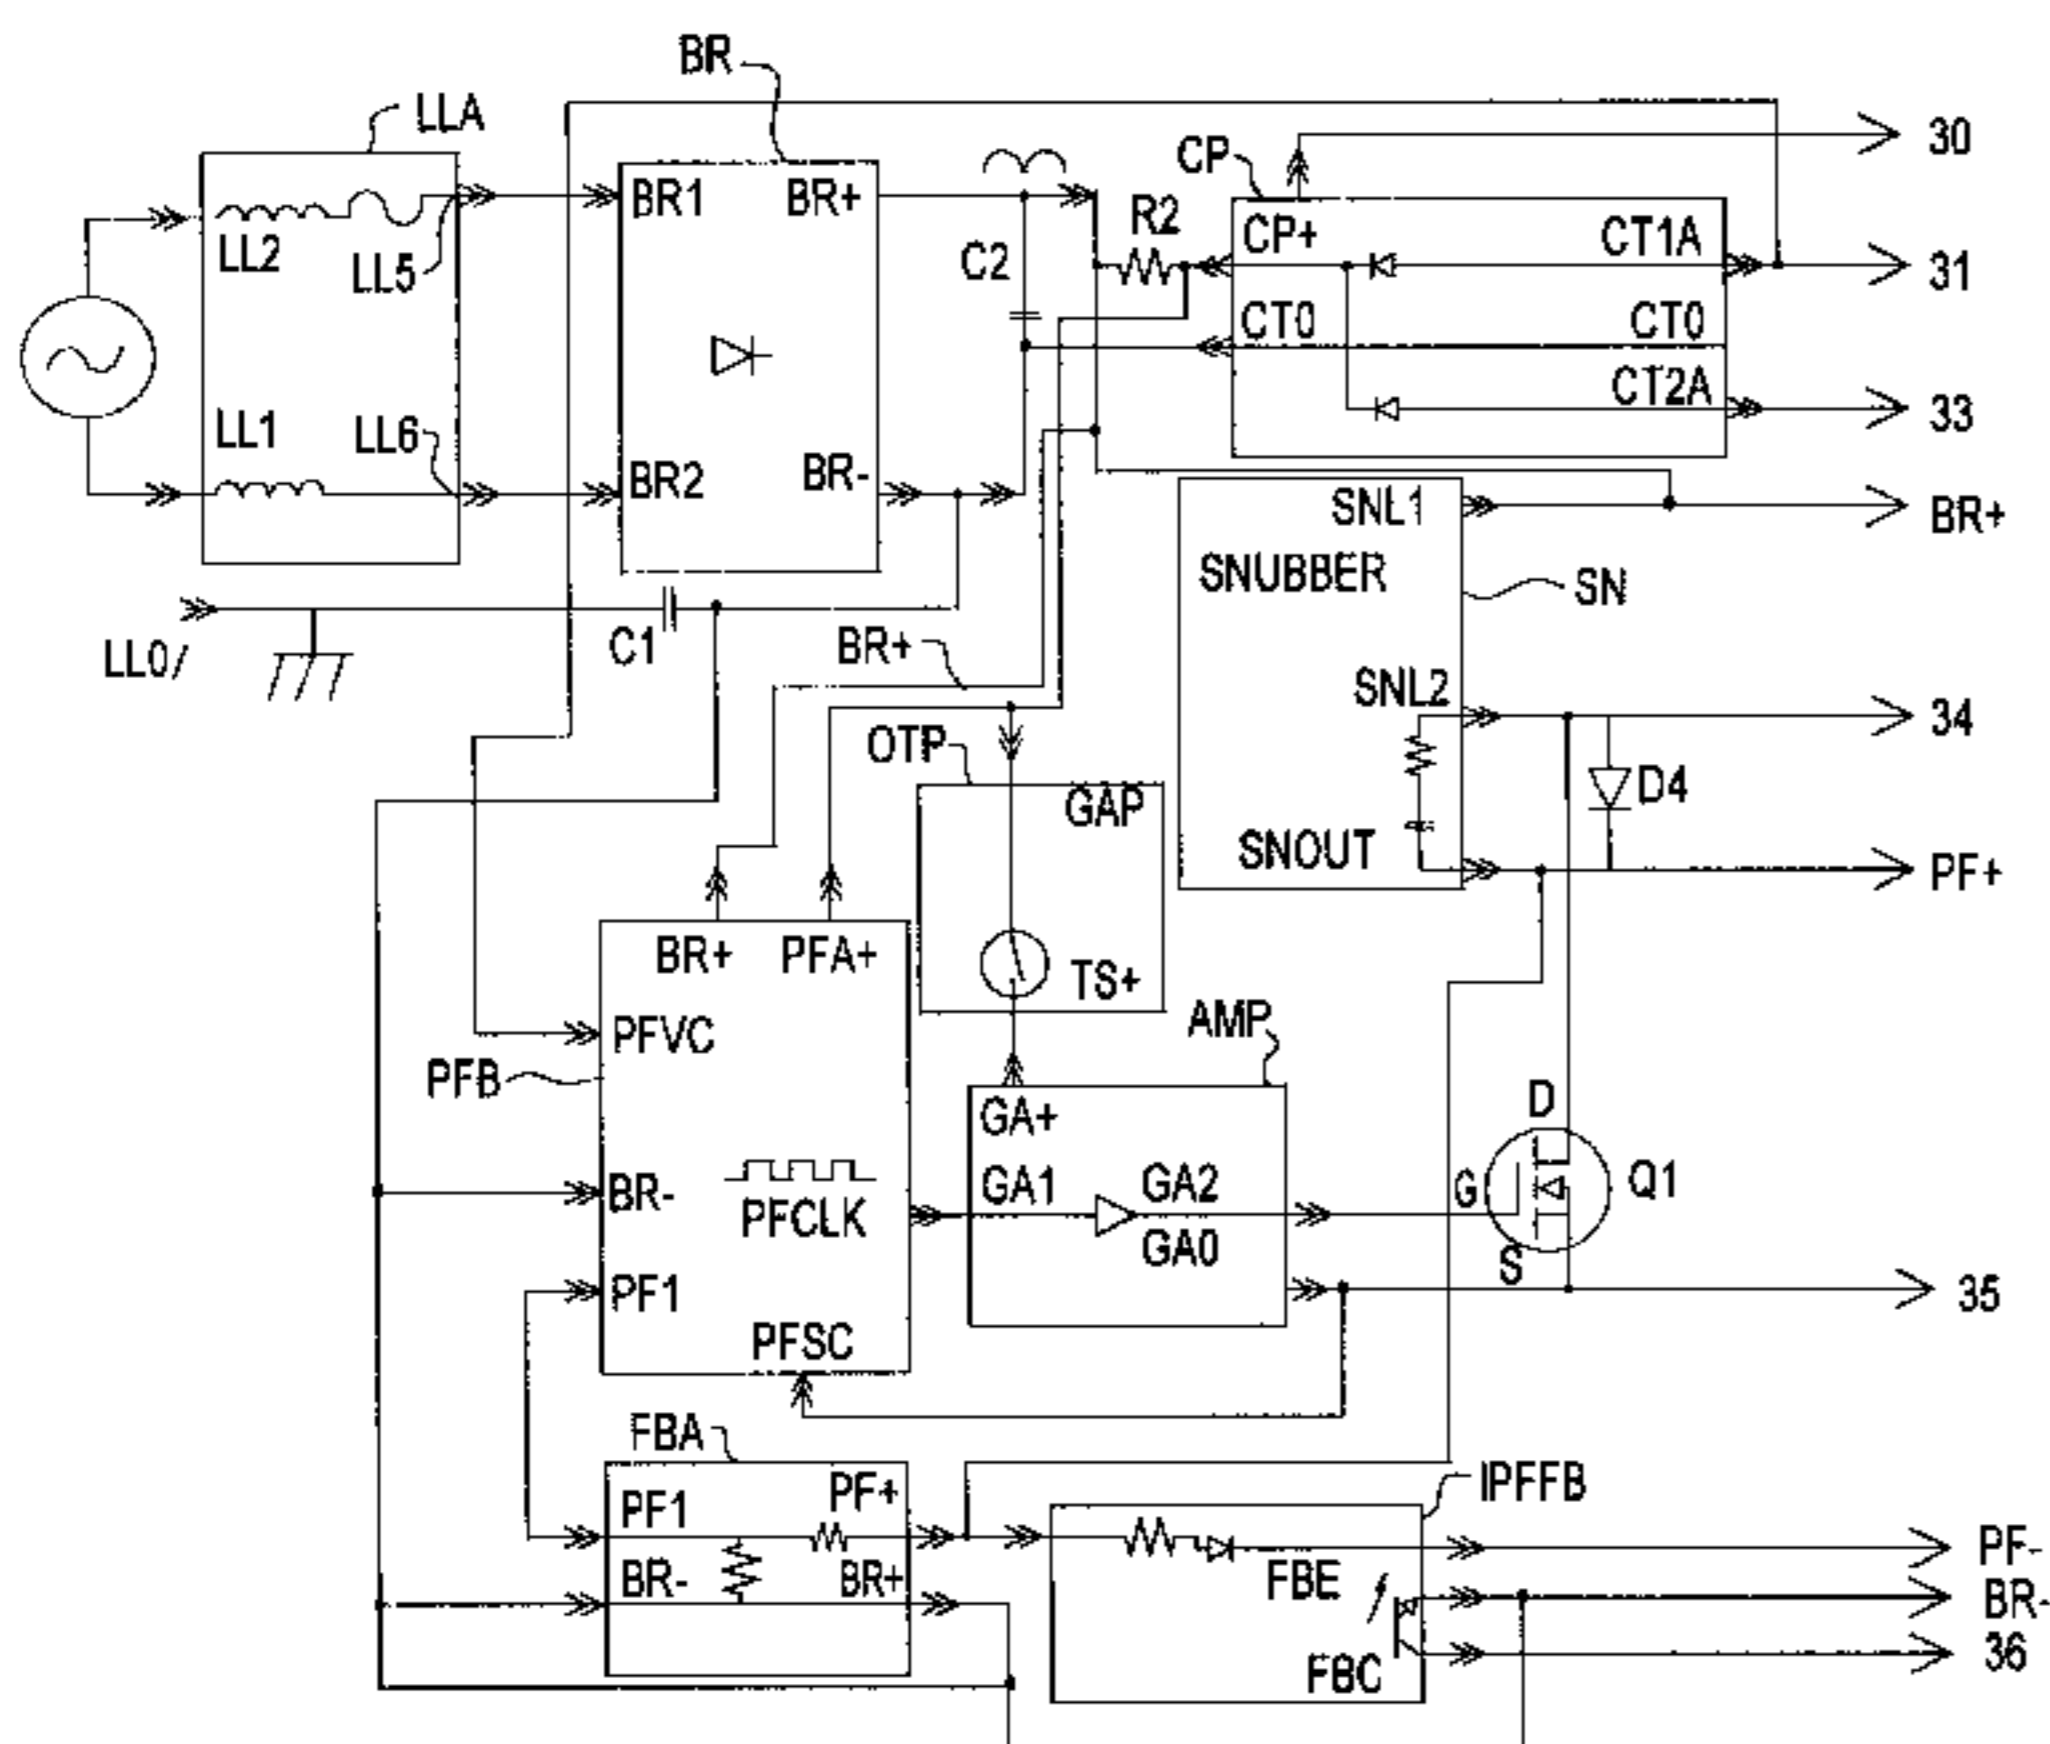 BR
LLA
30
CP
BR1
BR+
R2
CP+
CT1A
LL2
LL5
C2
31
CT0
CT0
CT2A
33
LL1
LL6
BR2
BR-
SNL1
BR+
SNUBBER
SN
LL0/
C1
BR+
SNL2
34
OTP
D4
GAP
SNOUT
PF+
BR+
PFA+
TS+
PFVC
AMP
PFB
D
GA+
BR-
PFCLK
GA1
GA2
G
Q1
GA0
S
PF1
35
PFSC
FBA
PF+
IPFFB
PF1
PF-
BR-
BR+
FBE
BR-
FBC
36